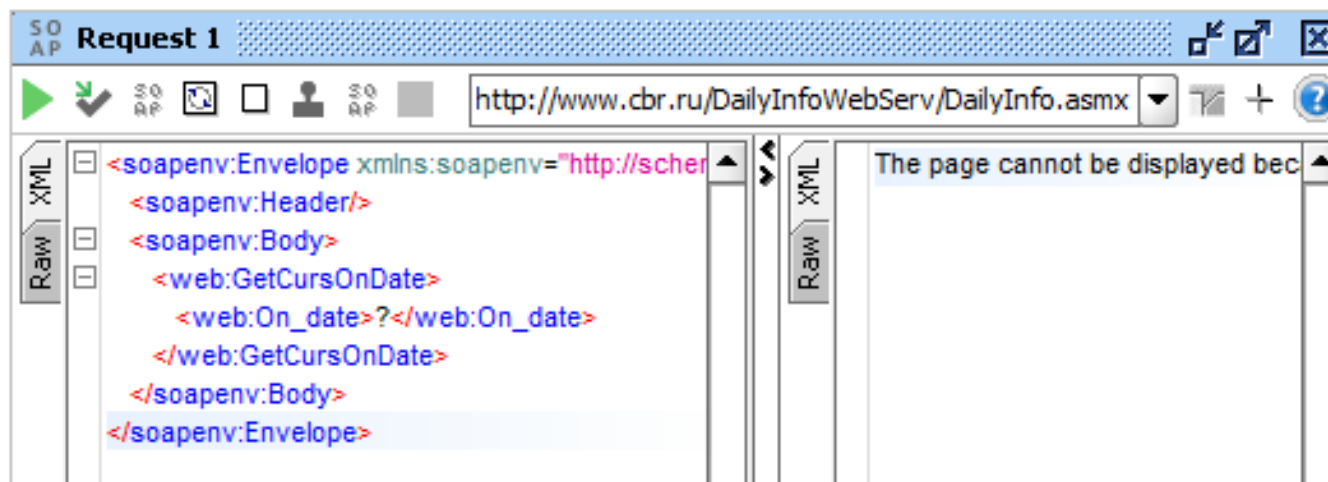 SO
AP Request 1
SO
AP
SO
AP
http://www.cbr.ru/DailyInfoWebServ/DailyInfo.asmx
?
XML
Raw
<soapenv:Envelope xmlns:soapenv="http://scher
<soapenv:Header/>
<soapenv:Body>
<web:GetCursOnDate>
<web:On_date>?</web:On_date>
</web:GetCursOnDate>
</soapenv:Body>
</soapenv:Envelope>
XML
Raw
The page cannot be displayed bec